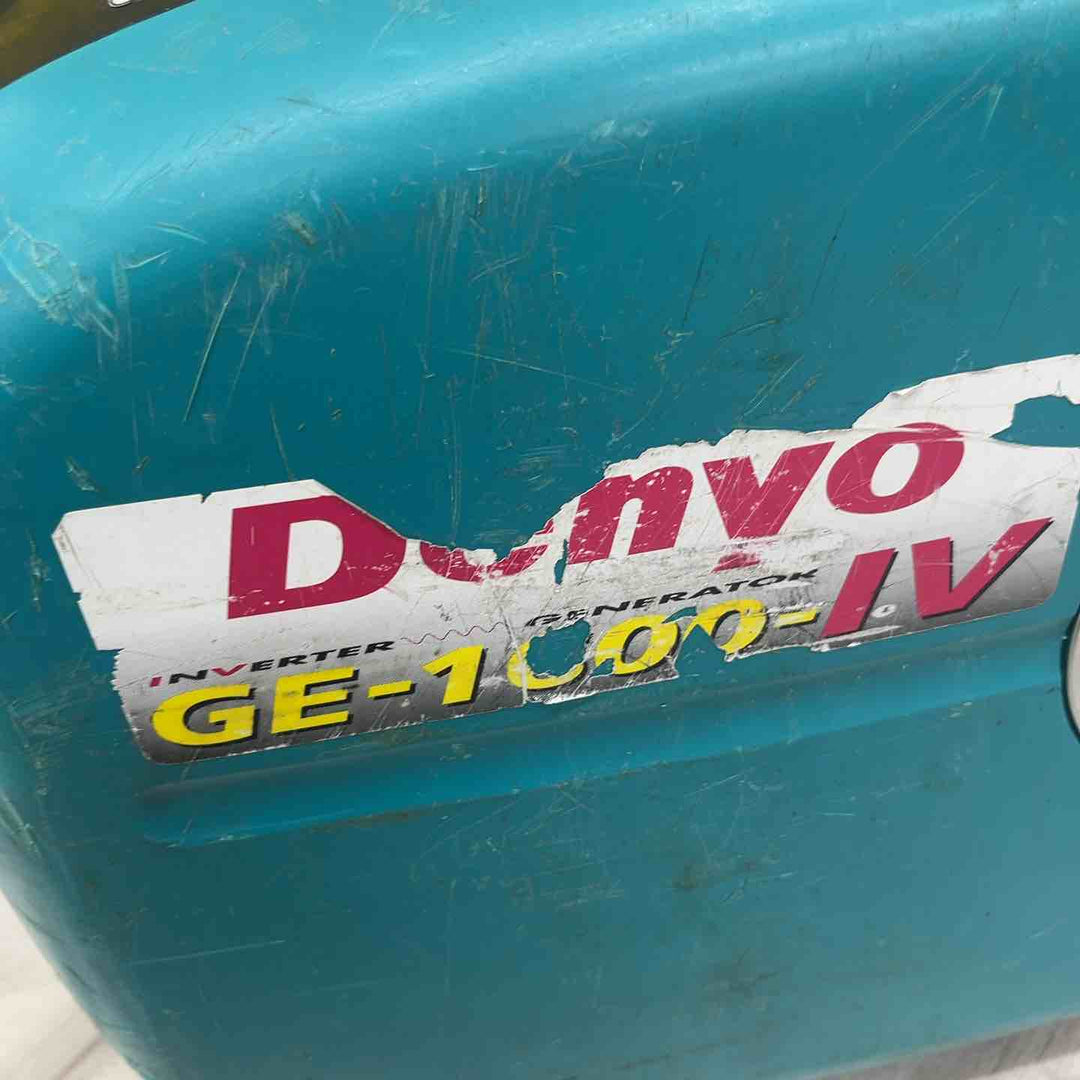 Denyo
INVERTER GENERATOR
GE-1000-IV